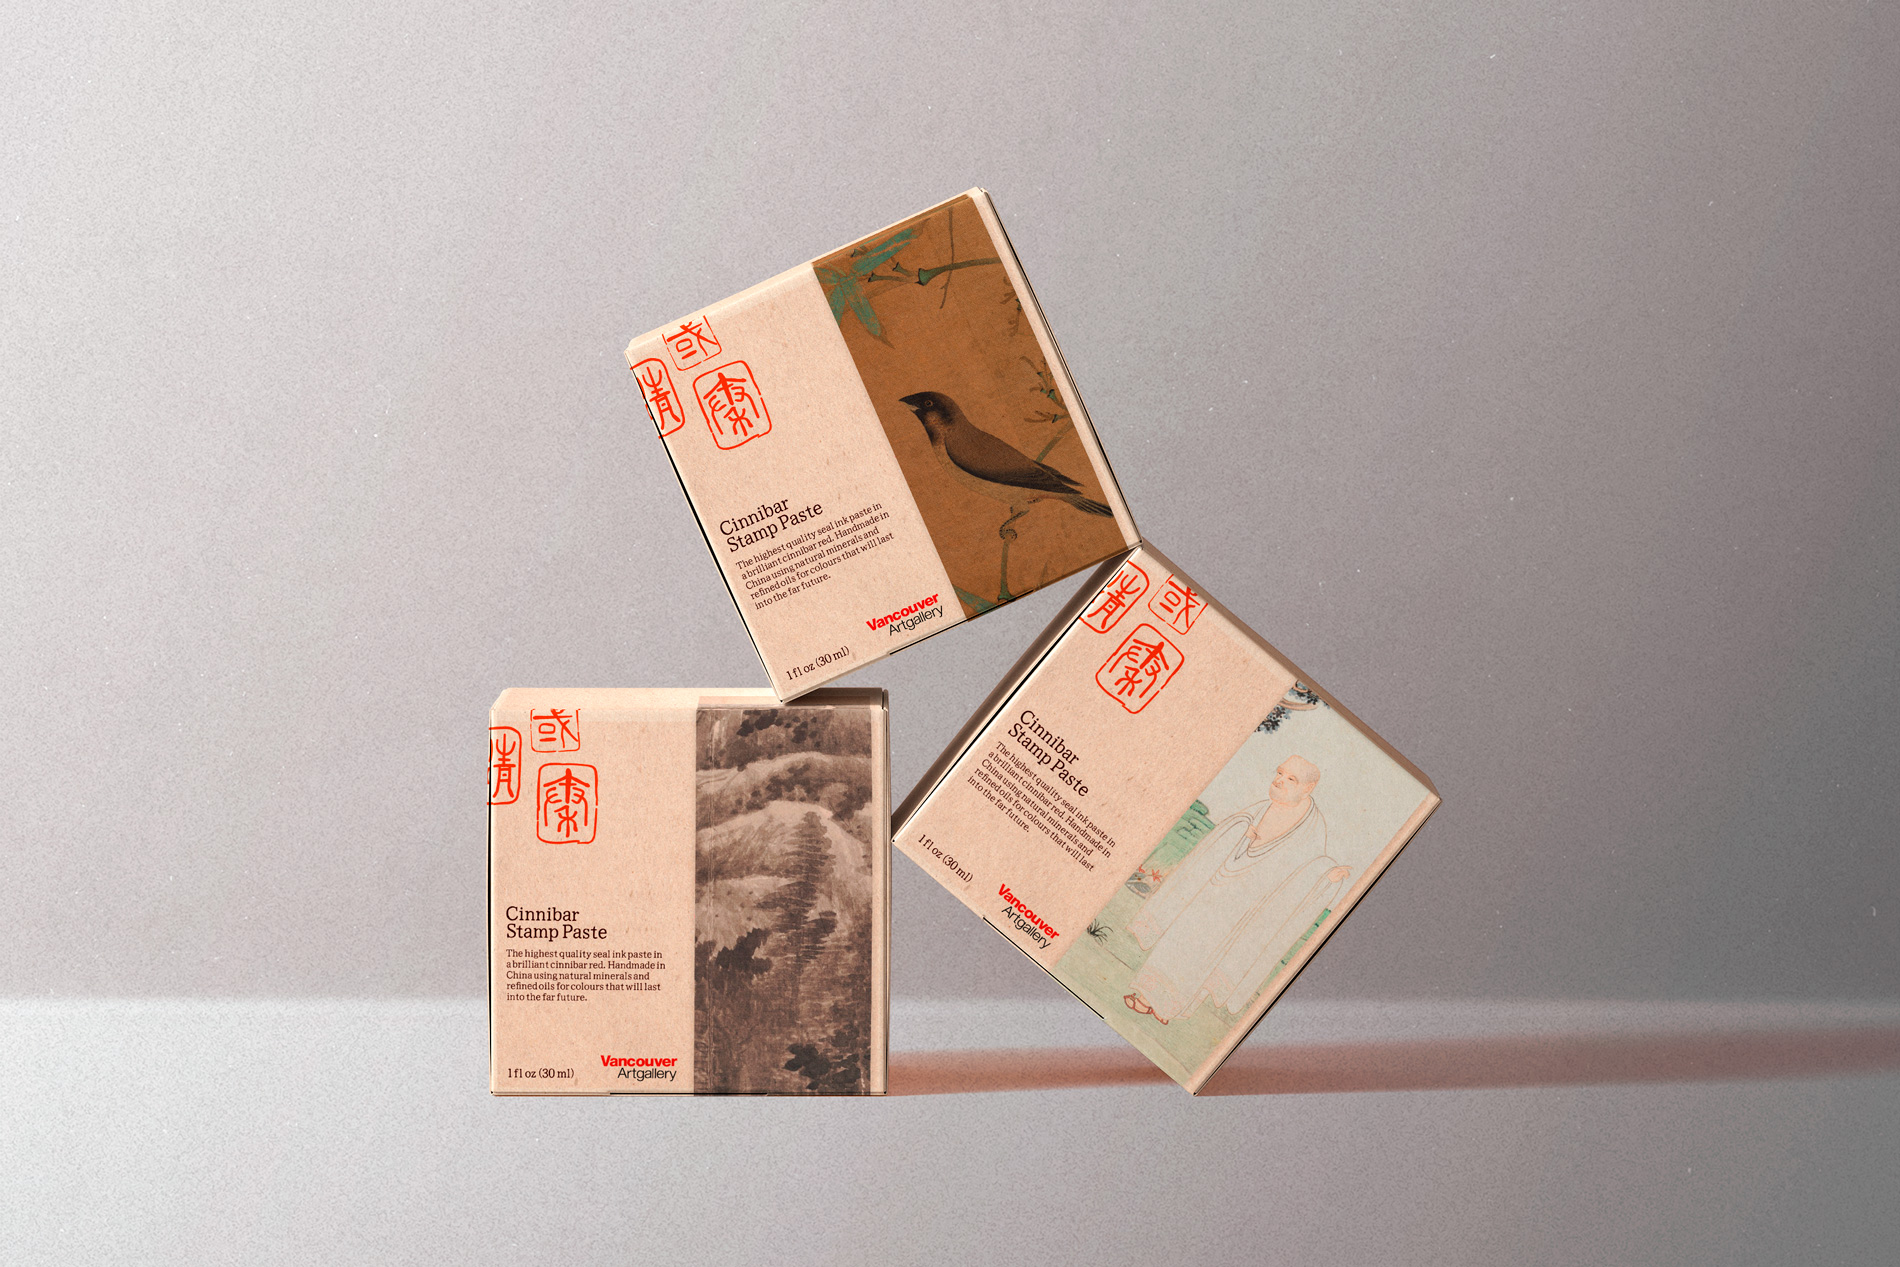 或
青
Cinnibar
Stamp Paste
The highest quality seal ink paste in
a brilliant cinnibar red. Handmade in
China using natural minerals and
refined oils for colours that will last
into the far future.
Vancouver
Artgallery
1 fl oz (30 ml)
青
或
Cinnibar
Stamp Paste
The highest quality seal ink paste in
a brilliant cinnibar red. Handmade in
China using natural minerals and
refined oils for colours that will last
into the far future.
1 fl oz (30 ml)
Vancouver
Artgallery
或
青
Cinnibar
Stamp Paste
The highest quality seal ink paste in
a brilliant cinnibar red. Handmade in
China using natural minerals and
refined oils for colours that will last
into the far future.
1 fl oz (30 ml)
Vancouver
Artgallery